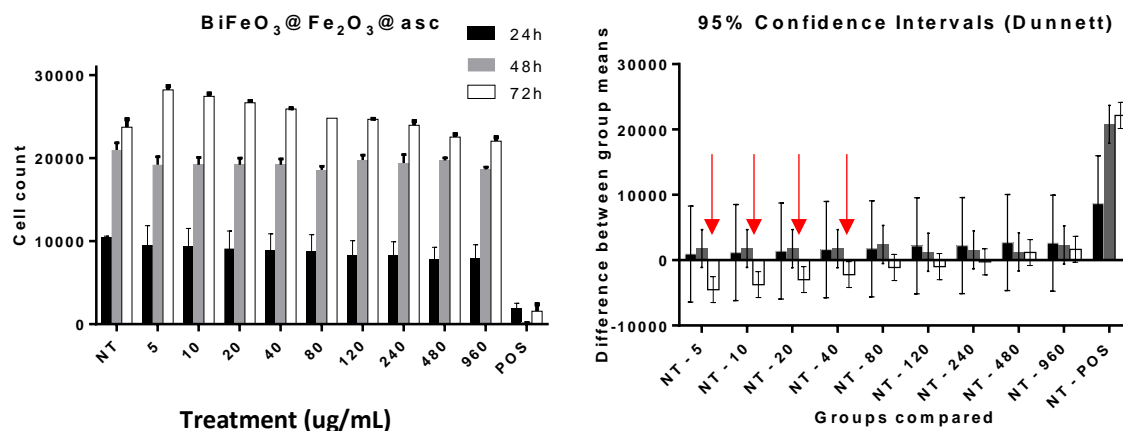 BiFeO3@Fe2O3@asc
24h
48h
72h
30000
20000
10000
0
Cell count
NT
5
10
20
40
80
120
240
480
960
POS
Treatment (ug/mL)
95% Confidence Intervals (Dunnett)
30000
20000
10000
0
-10000
Difference between group means
NT - 5
NT - 10
NT - 20
NT - 40
NT - 80
NT - 120
NT - 240
NT - 480
NT - 960
NT - POS
Groups compared